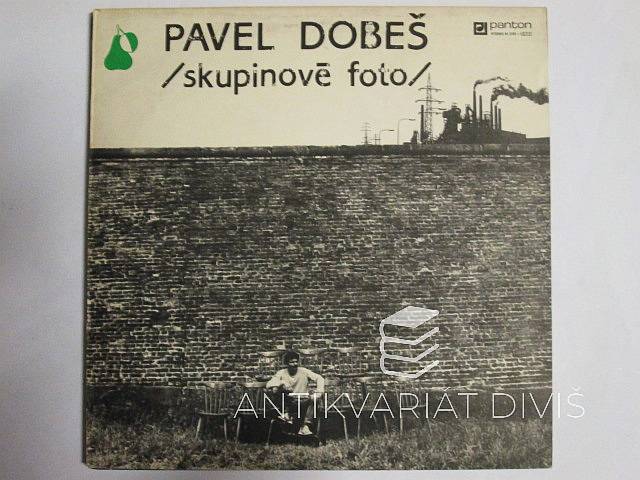 PAVEL DOBEŠ
/skupinové foto/
panton
ANTIKVARIÁT DIVIŠ